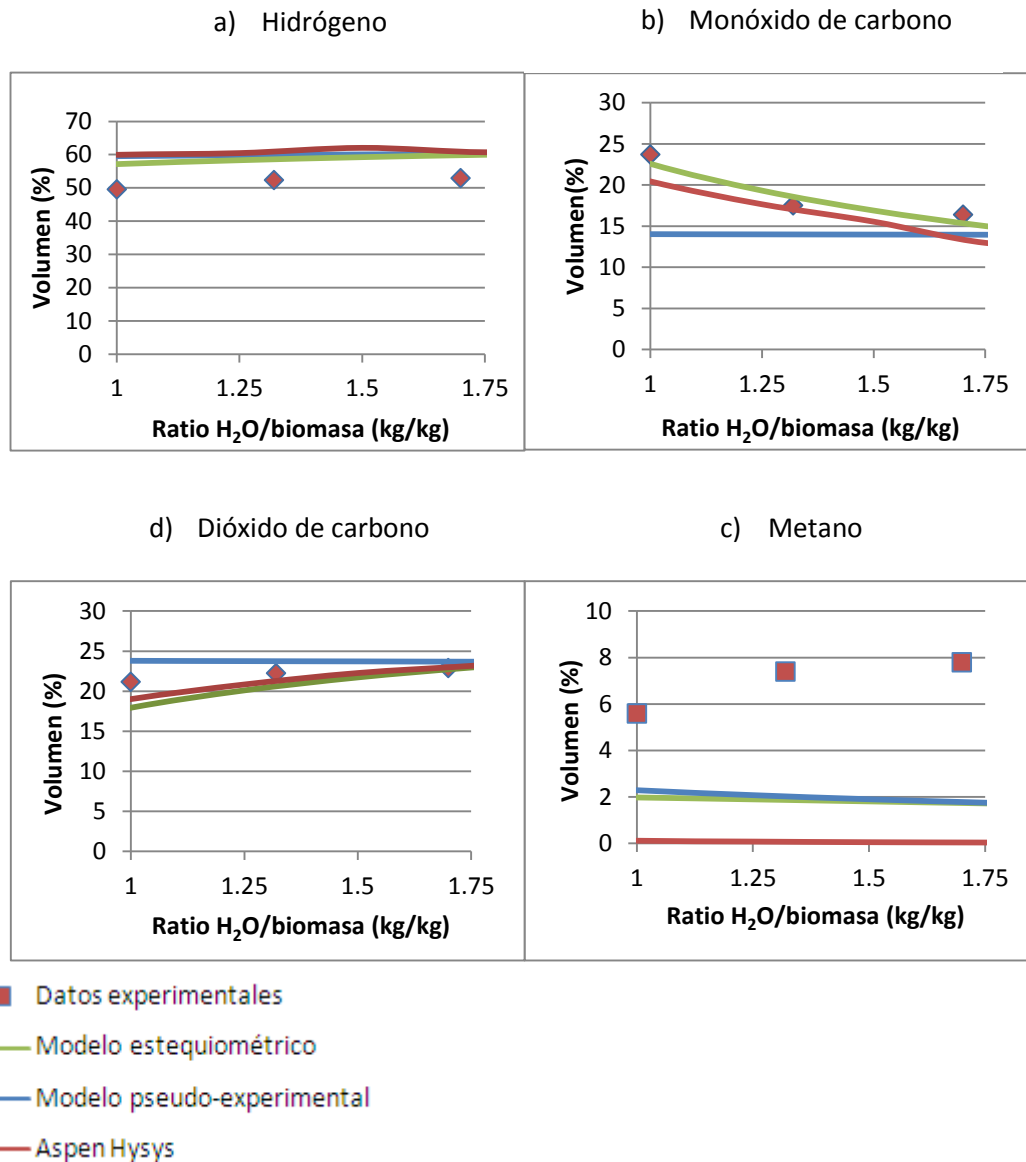 a) Hidrógeno
70
60
50
40
30
20
10
0
Volumen (%)
1 1.25 1.5 1.75
Ratio H₂O/biomasa (kg/kg)
b) Monóxido de carbono
30
25
20
15
10
5
0
Volumen(%)
1 1.25 1.5 1.75
Ratio H₂O/biomasa (kg/kg)
d) Dióxido de carbono
30
25
20
15
10
5
0
Volumen (%)
1 1.25 1.5 1.75
Ratio H₂O/biomasa (kg/kg)
c) Metano
10
8
6
4
2
0
Volumen (%)
1 1.25 1.5 1.75
Ratio H₂O/biomasa (kg/kg)
Datos experimentales
Modelo estequiométrico
Modelo pseudo-experimental
Aspen Hysys